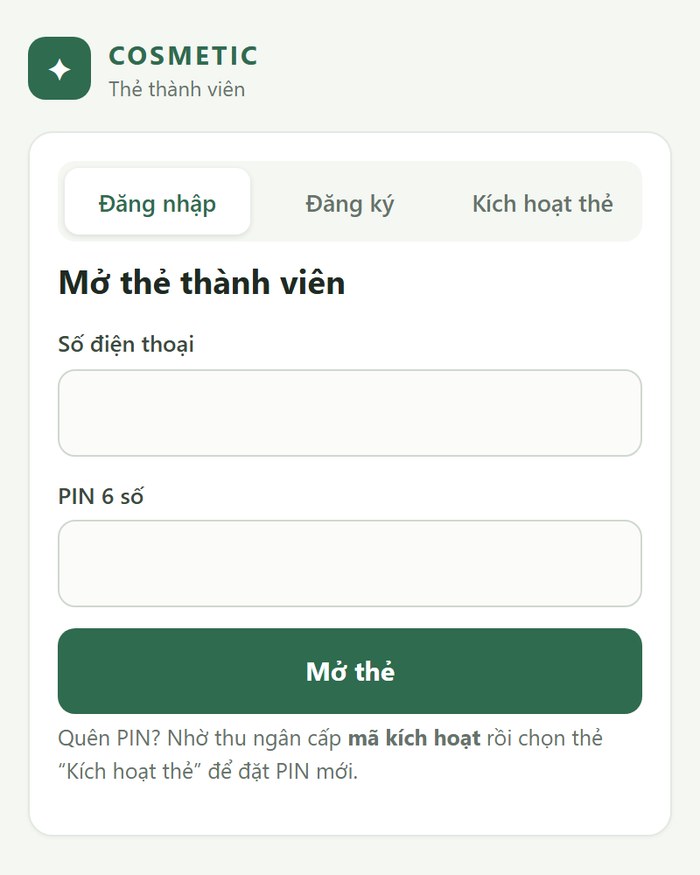 COSMETIC
Thẻ thành viên
Đăng nhập
Đăng ký
Kích hoạt thẻ
Mở thẻ thành viên
Số điện thoại
PIN 6 số
Mở thẻ
Quên PIN? Nhờ thu ngân cấp mã kích hoạt rồi chọn thẻ
“Kích hoạt thẻ” để đặt PIN mới.